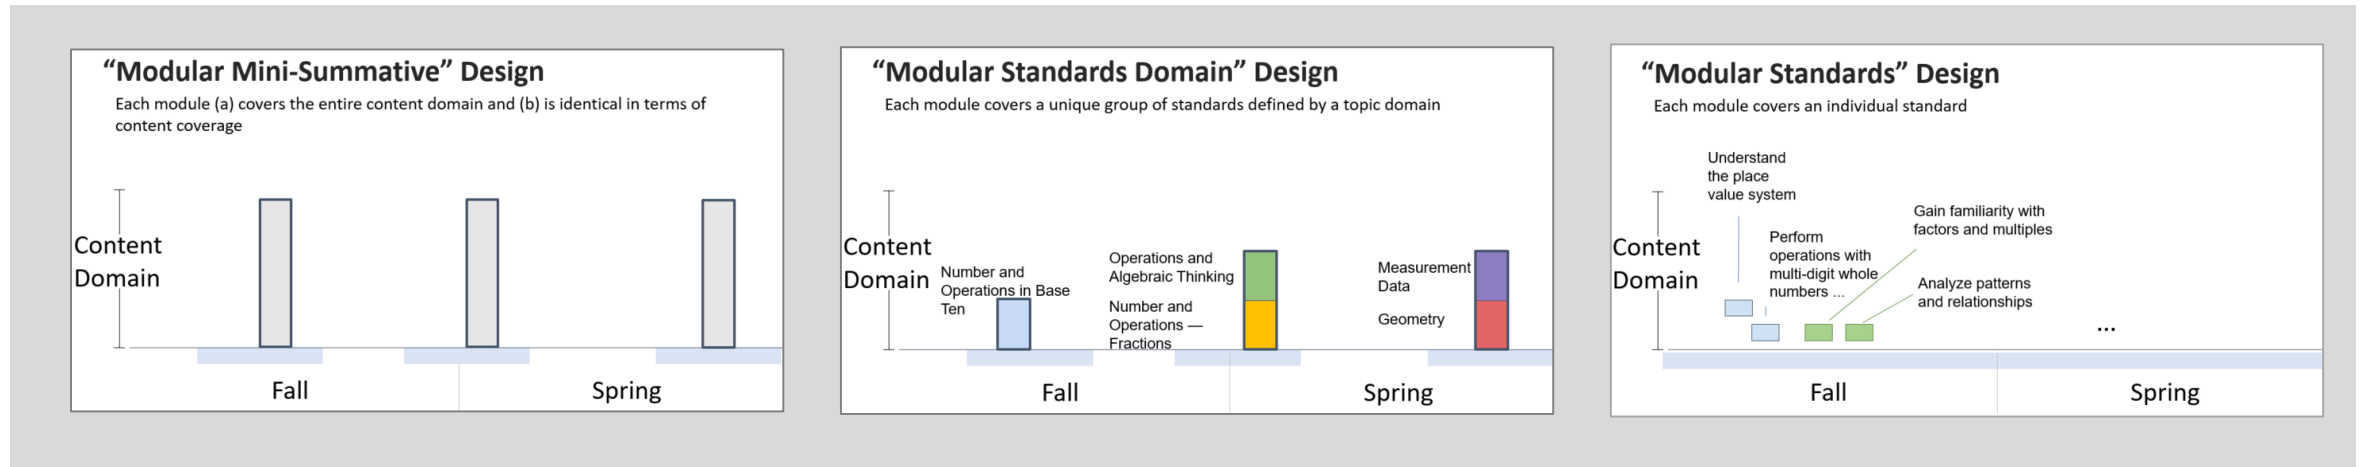 “Modular Mini-Summative” Design
Each module (a) covers the entire content domain and (b) is identical in terms of
content coverage
Content
Domain
Fall
Spring
“Modular Standards Domain” Design
Each module covers a unique group of standards defined by a topic domain
Content
Domain
Number and
Operations in Base
Ten
Operations and
Algebraic Thinking
Number and
Operations —
Fractions
Measurement
Data
Geometry
Fall
Spring
“Modular Standards” Design
Each module covers an individual standard
Content
Domain
Understand
the place
value system
Perform
operations with
multi-digit whole
numbers ...
Gain familiarity with
factors and multiples
Analyze patterns
and relationships
...
Fall
Spring